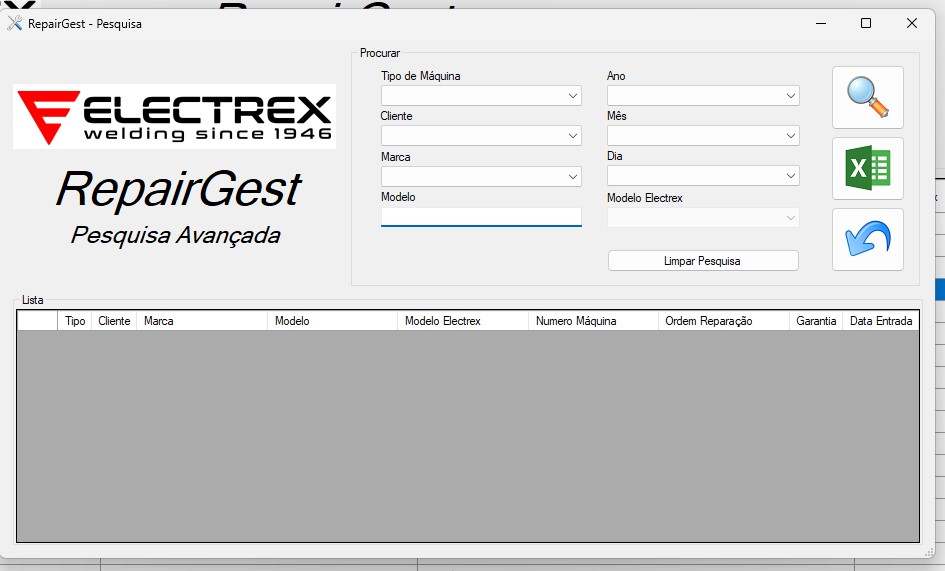 RepairGest - Pesquisa
ELECTREX
welding since 1946
RepairGest
Pesquisa Avançada
Procurar
Tipo de Máquina
Ano
Cliente
Mês
Marca
Dia
Modelo
Modelo Electrex
Limpar Pesquisa
Lista
Tipo Cliente Marca Modelo Modelo Electrex Numero Máquina Ordem Reparação Garantia Data Entrada